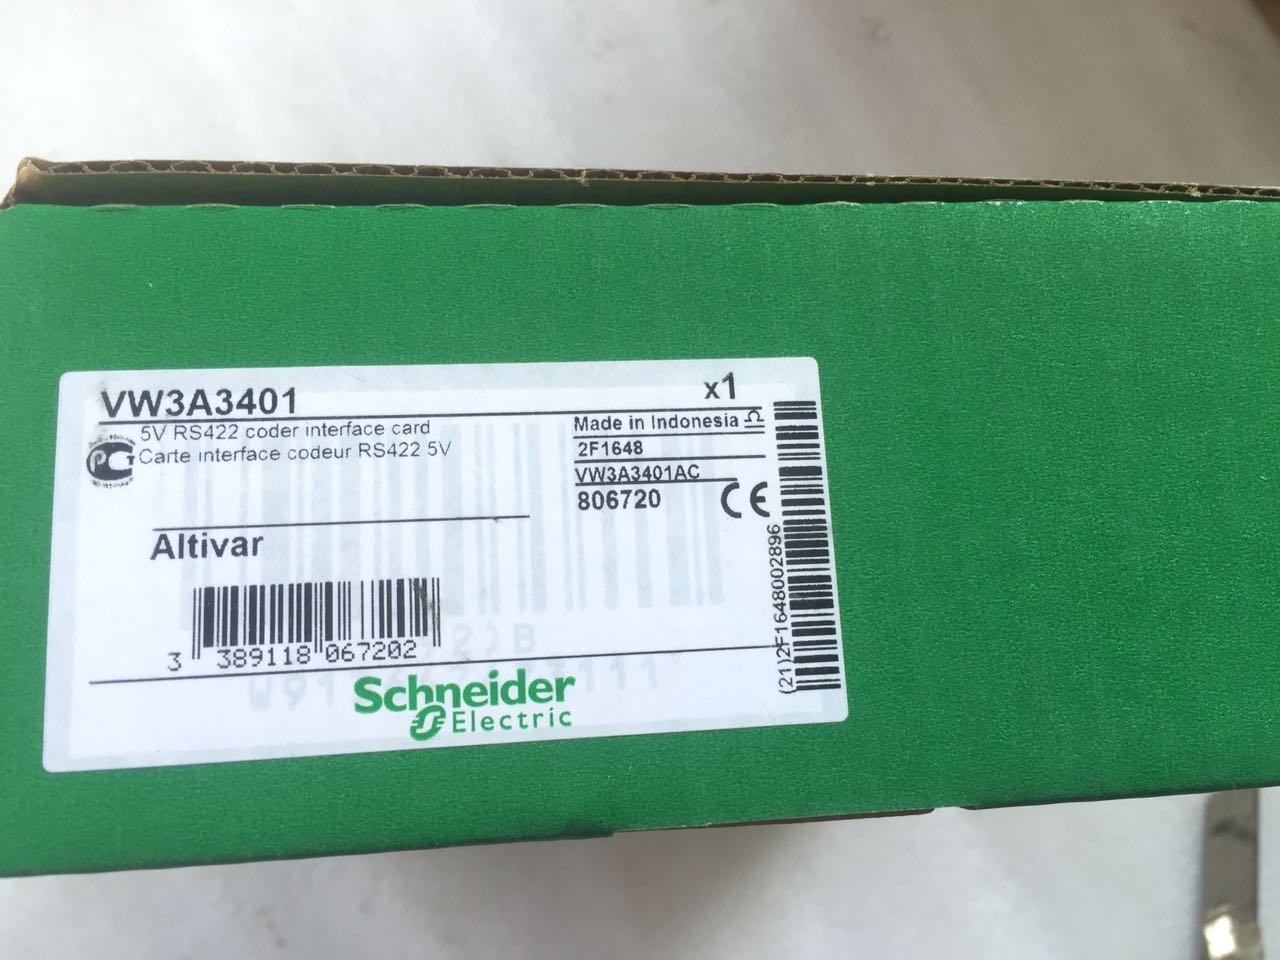 VW3A3401
x1
5V RS422 coder interface card
Carte interface codeur RS422 5V
Made in Indonesia
2F1648
VW3A3401AC
806720
CE
Altivar
3 389118 067202
(21)2F1648002896
Schneider
Electric